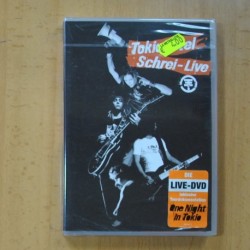 Tokio Hotel
Schrei-Live
DIE
LIVE-DVD
One Night
in Tokio